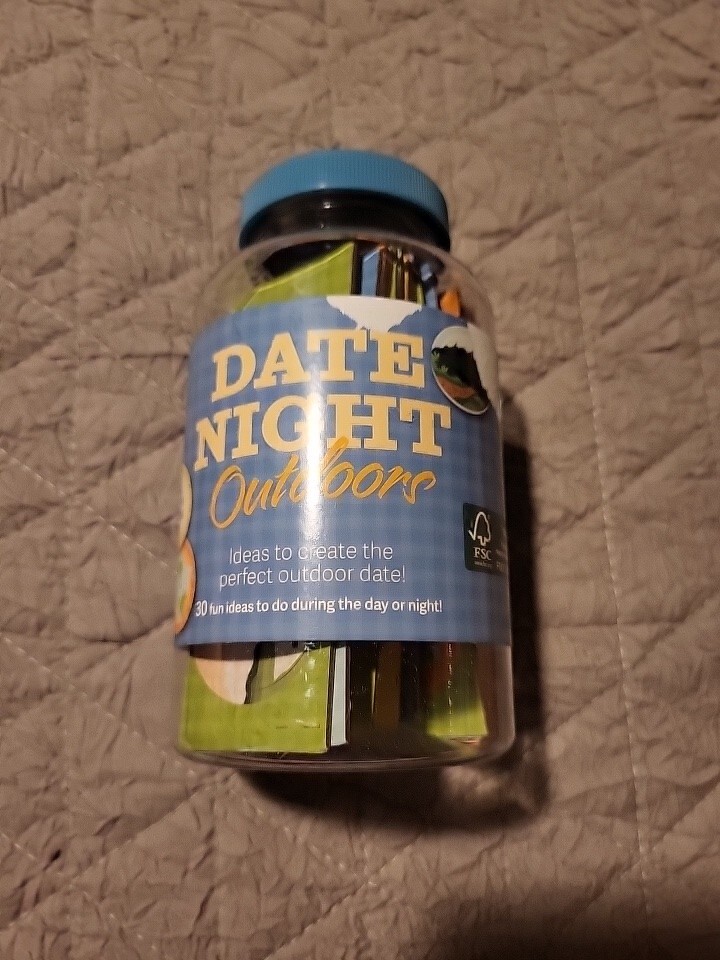 DATE
NIGHT
Outdoors
Ideas to create the
perfect outdoor date!
30 fun ideas to do during the day or night!
FSC